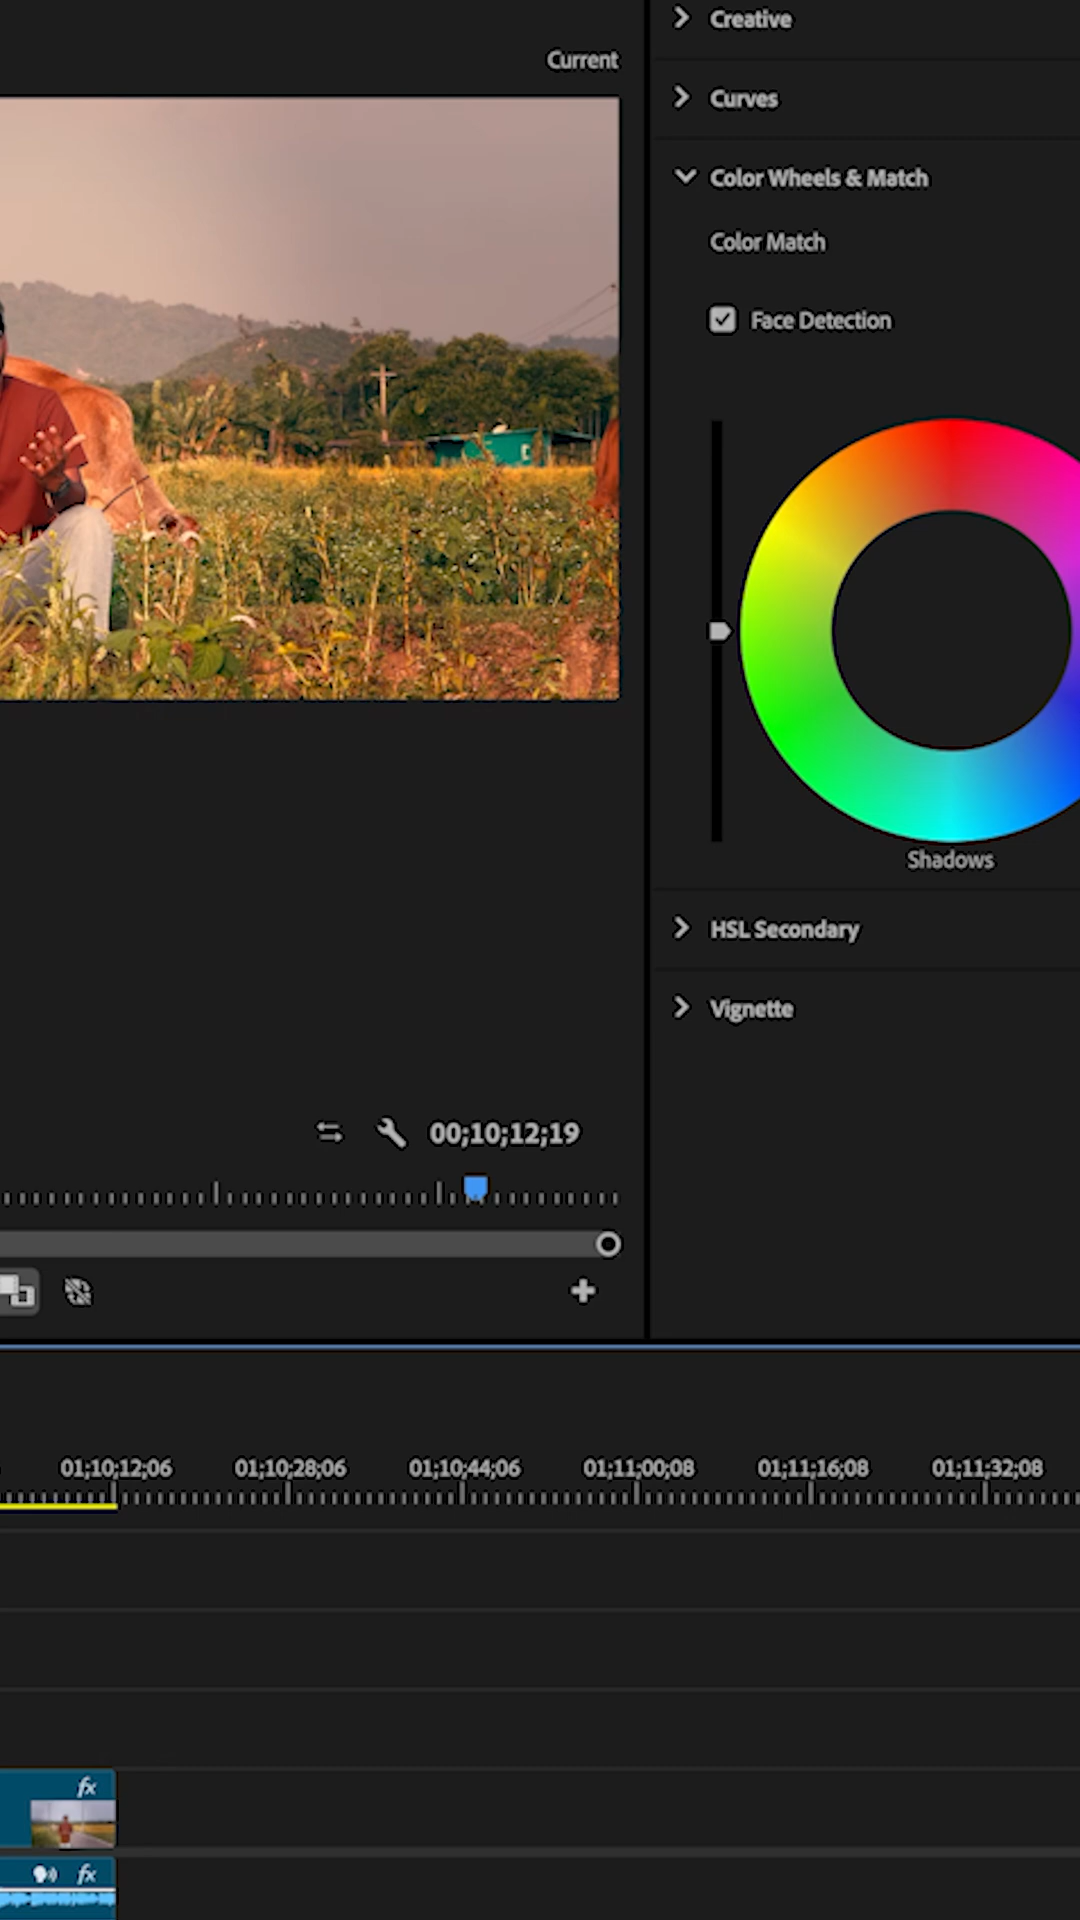 Creative
Current
Curves
Color Wheels & Match
Color Match
Face Detection
Shadows
HSL Secondary
Vignette
00;10;12;19
01;10;12;06 01;10;28;06 01;10;44;06 01;11;00;08 01;11;16;08 01;11;32;08
fx
fx